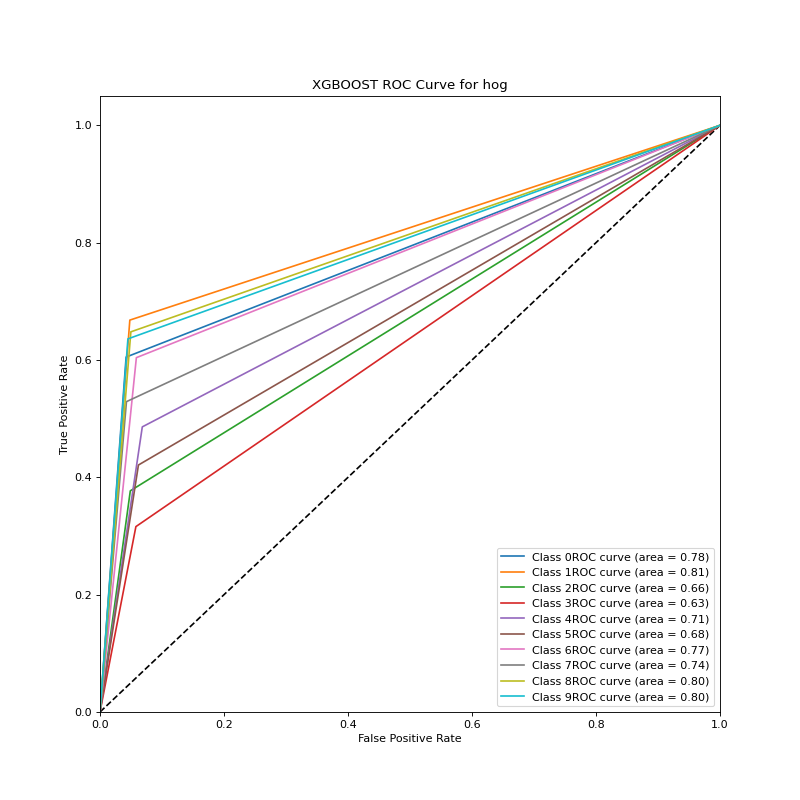 XGBOOST ROC Curve for hog
True Positive Rate
1.0
0.8
0.6
0.4
0.2
0.0
Class 0ROC curve (area = 0.78)
Class 1ROC curve (area = 0.81)
Class 2ROC curve (area = 0.66)
Class 3ROC curve (area = 0.63)
Class 4ROC curve (area = 0.71)
Class 5ROC curve (area = 0.68)
Class 6ROC curve (area = 0.77)
Class 7ROC curve (area = 0.74)
Class 8ROC curve (area = 0.80)
Class 9ROC curve (area = 0.80)
0.0 0.2 0.4 0.6 0.8 1.0
False Positive Rate